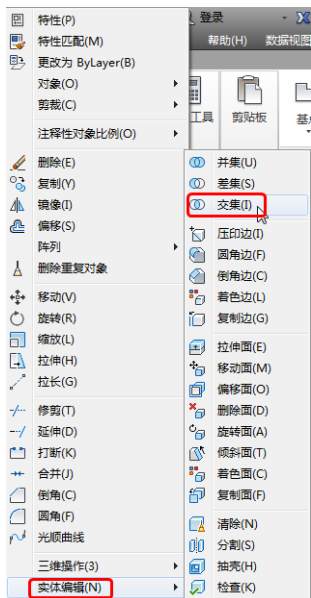 特性(P)
特性匹配(M)
更改为 ByLayer(B)
对象(O)
剪裁(C)
注释性对象比例(O)
删除(E)
复制(Y)
镜像(I)
偏移(S)
阵列
删除重复对象
移动(V)
旋转(R)
缩放(L)
拉伸(H)
拉长(G)
修剪(T)
延伸(D)
打断(K)
合并(J)
倒角(C)
圆角(F)
光顺曲线
三维操作(3)
实体编辑(N)
登录
帮助(H) 数据视图
工具 剪贴板
并集(U)
差集(S)
交集(I)
压印边(I)
圆角边(F)
倒角边(C)
着色边(L)
复制边(G)
拉伸面(E)
移动面(M)
偏移面(O)
删除面(D)
旋转面(A)
倾斜面(T)
着色面(C)
复制面(F)
清除(N)
分割(S)
抽壳(H)
检查(K)